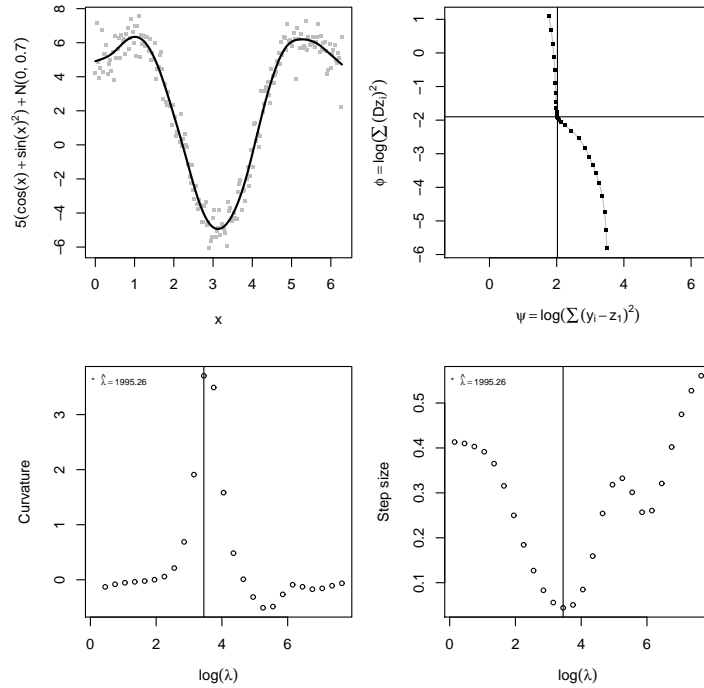 5(cos(x) + sin(x)²) + N(0, 0.7)
8
6
4
2
0
-2
-4
-6
0 1 2 3 4 5 6
x
ϕ = log(∑ (Dzᵢ)²)
1
0
-1
-2
-3
-4
-5
-6
0 2 4 6
ψ = log(∑ (yᵢ − z₁)²)
Curvature
3
2
1
0
* λ̂ = 1995.26
0 2 4 6
log(λ)
Step size
0.5
0.4
0.3
0.2
0.1
* λ̂ = 1995.26
0 2 4 6
log(λ)